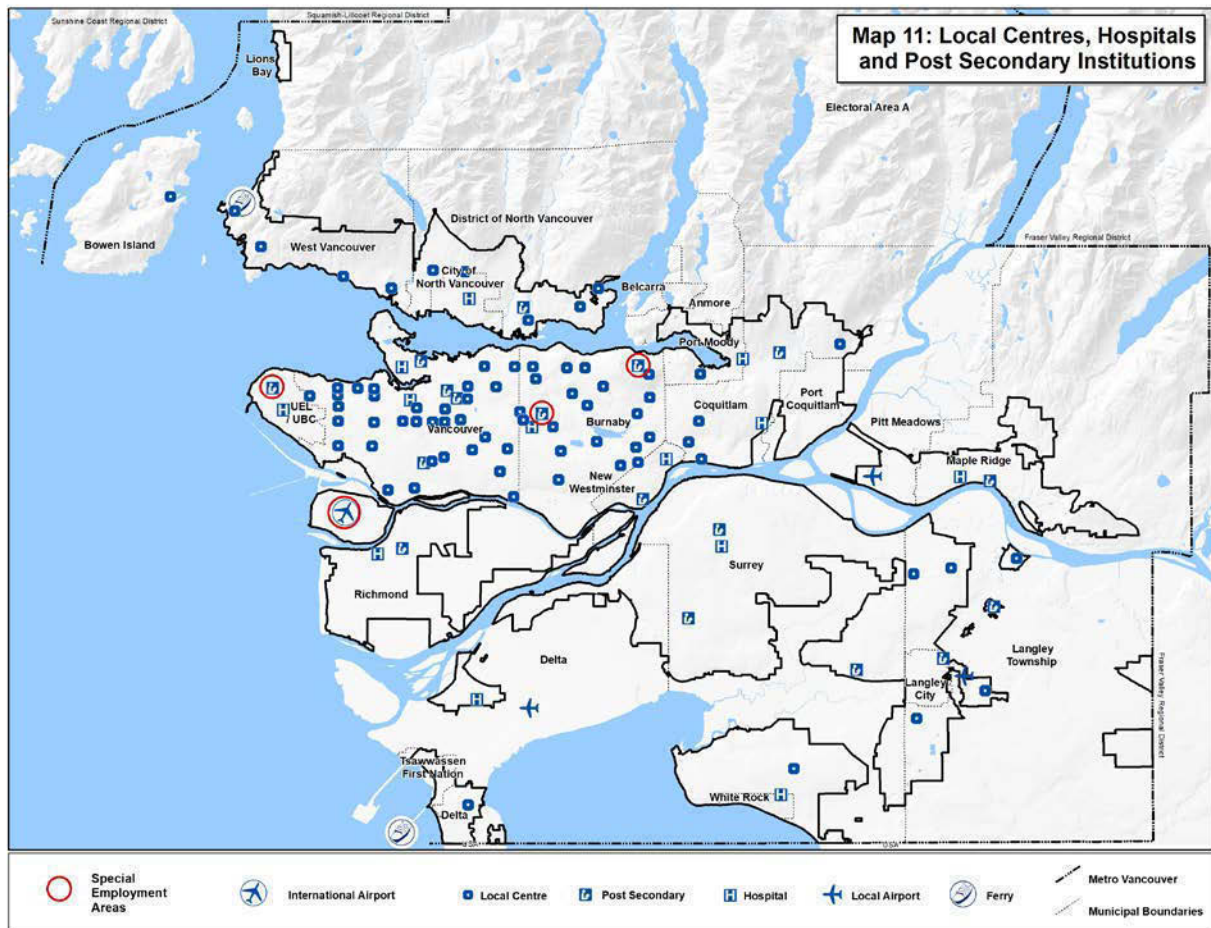 Sunshine Coast Regional District
Squamish-Lillooet Regional District
Map 11: Local Centres, Hospitals
and Post Secondary Institutions
Lions
Bay
Electoral Area A
District of North Vancouver
Bowen Island
West Vancouver
Fraser Valley Regional District
City of
North Vancouver
Belcarra
Anmore
Port Moody
UEL
/ UBC
Vancouver
Burnaby
Coquitlam
Port
Coquitlam
Pitt Meadows
Maple Ridge
New
Westminster
Richmond
Surrey
Delta
Langley
Township
Langley
City
Fraser Valley Regional District
Tsawwassen
First Nation
White Rock
Delta
USA
USA
Special
Employment
Areas
International Airport
Local Centre
Post Secondary
H
Hospital
Local Airport
Ferry
Metro Vancouver
Municipal Boundaries